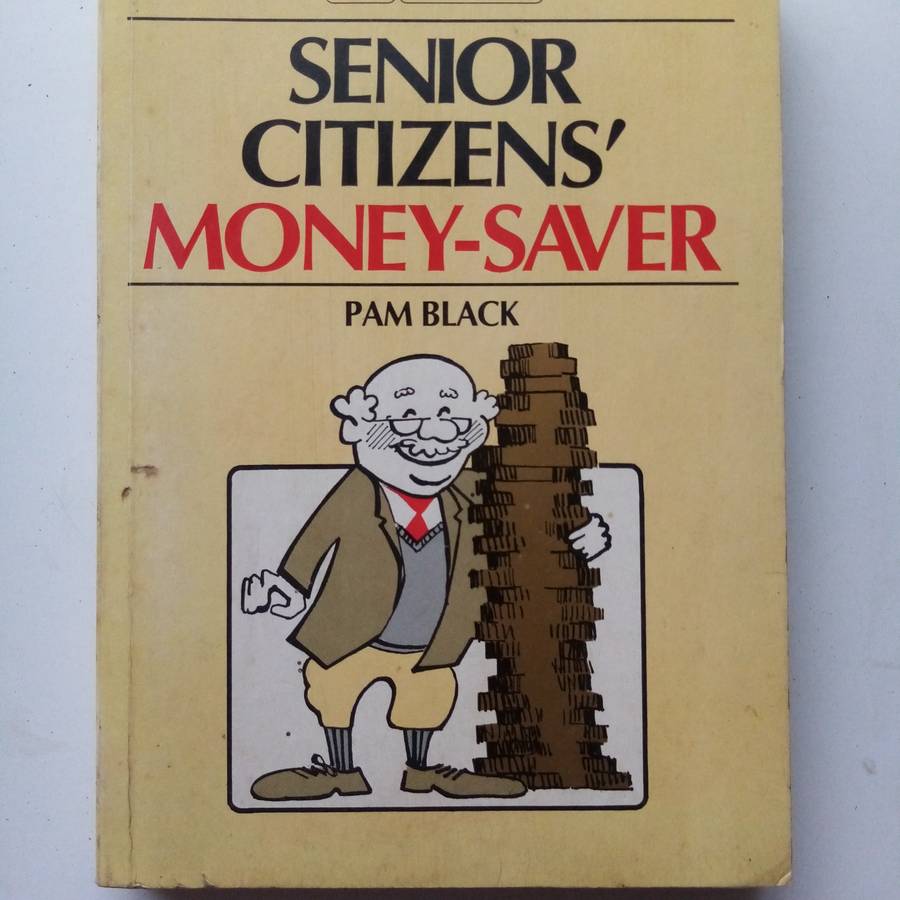 SENIOR
CITIZENS'
MONEY-SAVER
PAM BLACK